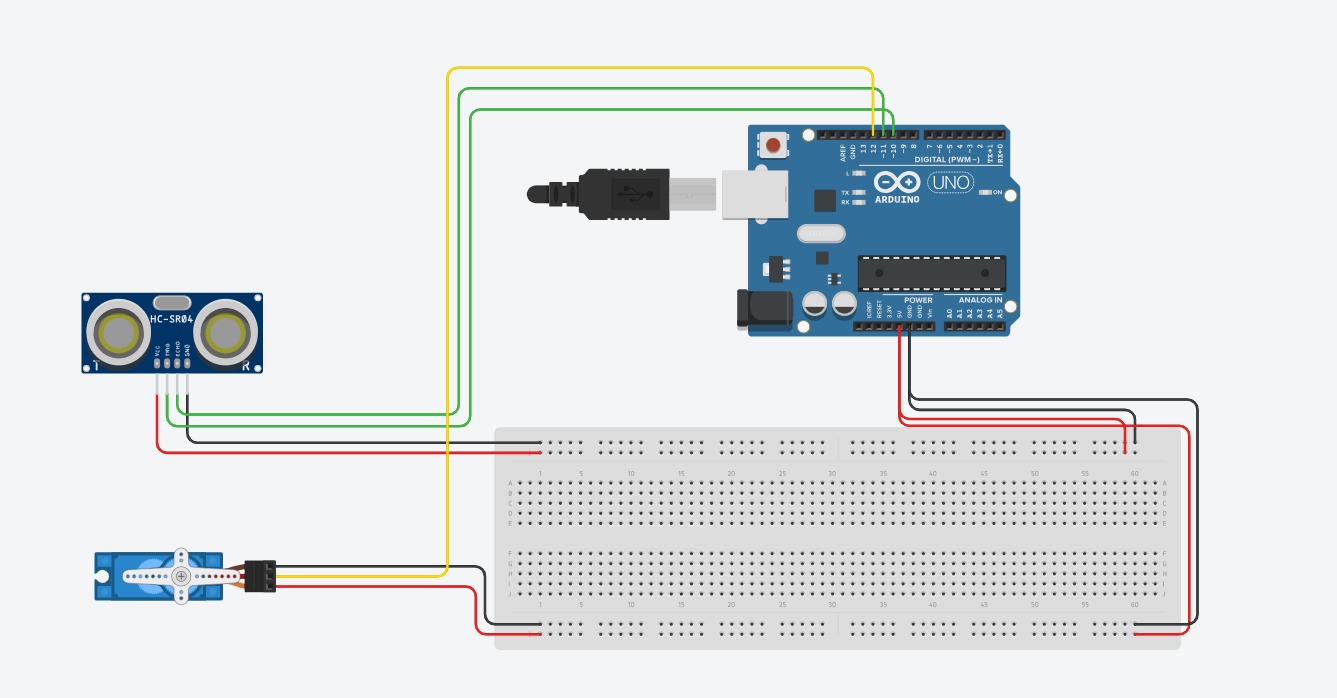 AREF
GND
13
12
~11
~10
~9
8
7
~6
~5
4
~3
2
TX→1
RX←0
DIGITAL (PWM~)
L
TX
RX
UNO
ARDUINO
ON
POWER
ANALOG IN
IOREF
RESET
3.3V
5V
GND
GND
Vin
A0
A1
A2
A3
A4
A5
HC-SR04
VCC
TRIG
ECHO
GND
T
R
1 5 10 15 20 25 30 35 40 45 50 55 60
A A
B B
C C
D D
E E
F F
G G
H H
I I
J J
1 5 10 15 20 25 30 35 40 45 50 55 60